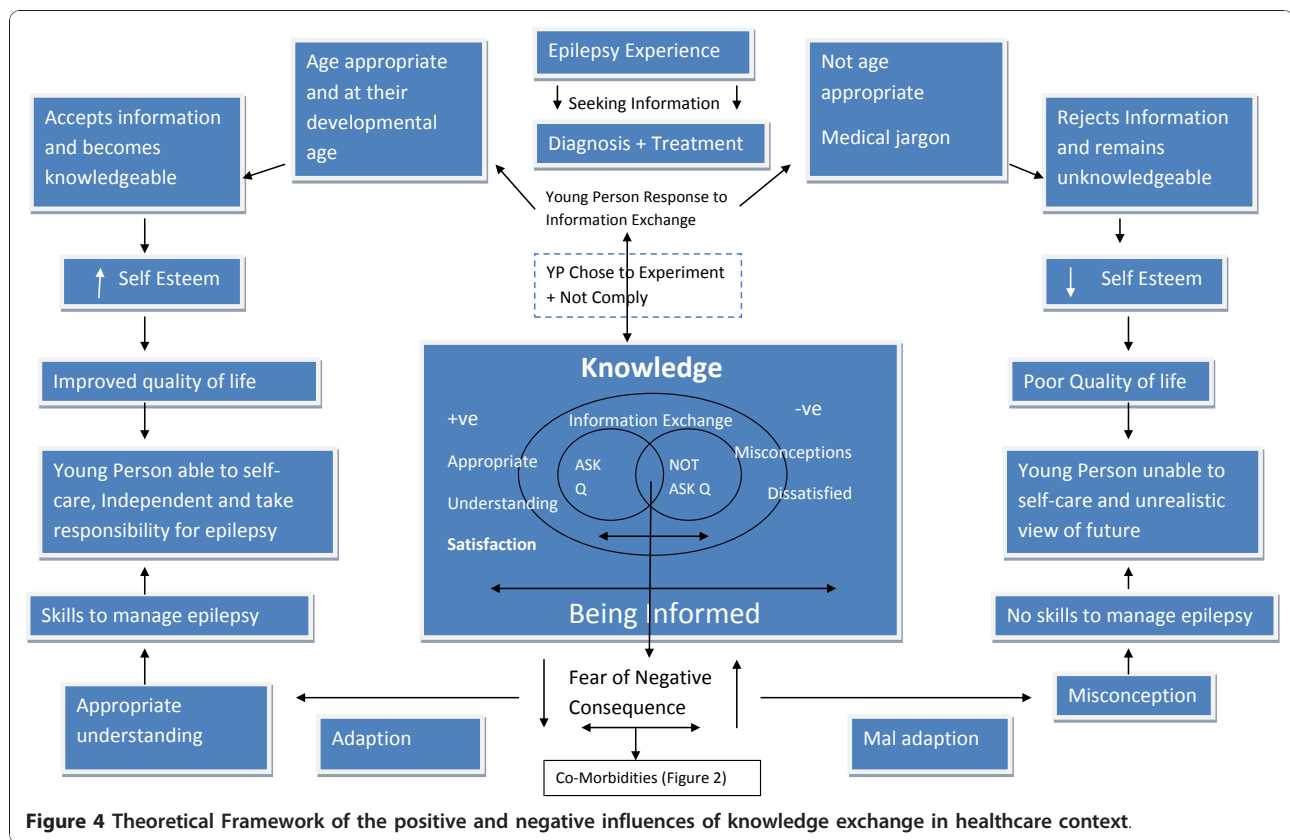 Epilepsy Experience
Seeking Information
Diagnosis + Treatment
Young Person Response to
Information Exchange
YP Chose to Experiment
+ Not Comply
Age appropriate
and at their
developmental
age
Accepts information
and becomes
knowledgeable
Self Esteem
Improved quality of life
Young Person able to self-
care, Independent and take
responsibility for epilepsy
Skills to manage epilepsy
Appropriate
understanding
Adaption
Not age
appropriate
Medical jargon
Rejects Information
and remains
unknowledgeable
Self Esteem
Poor Quality of life
Young Person unable to
self-care and unrealistic
view of future
No skills to manage epilepsy
Misconception
Mal adaption
Knowledge
+ve
-ve
Information Exchange
Appropriate
Understanding
Satisfaction
ASK
Q
NOT
ASK Q
Misconceptions
Dissatisfied
Being Informed
Fear of Negative
Consequence
Co-Morbidities (Figure 2)
Figure 4 Theoretical Framework of the positive and negative influences of knowledge exchange in healthcare context.